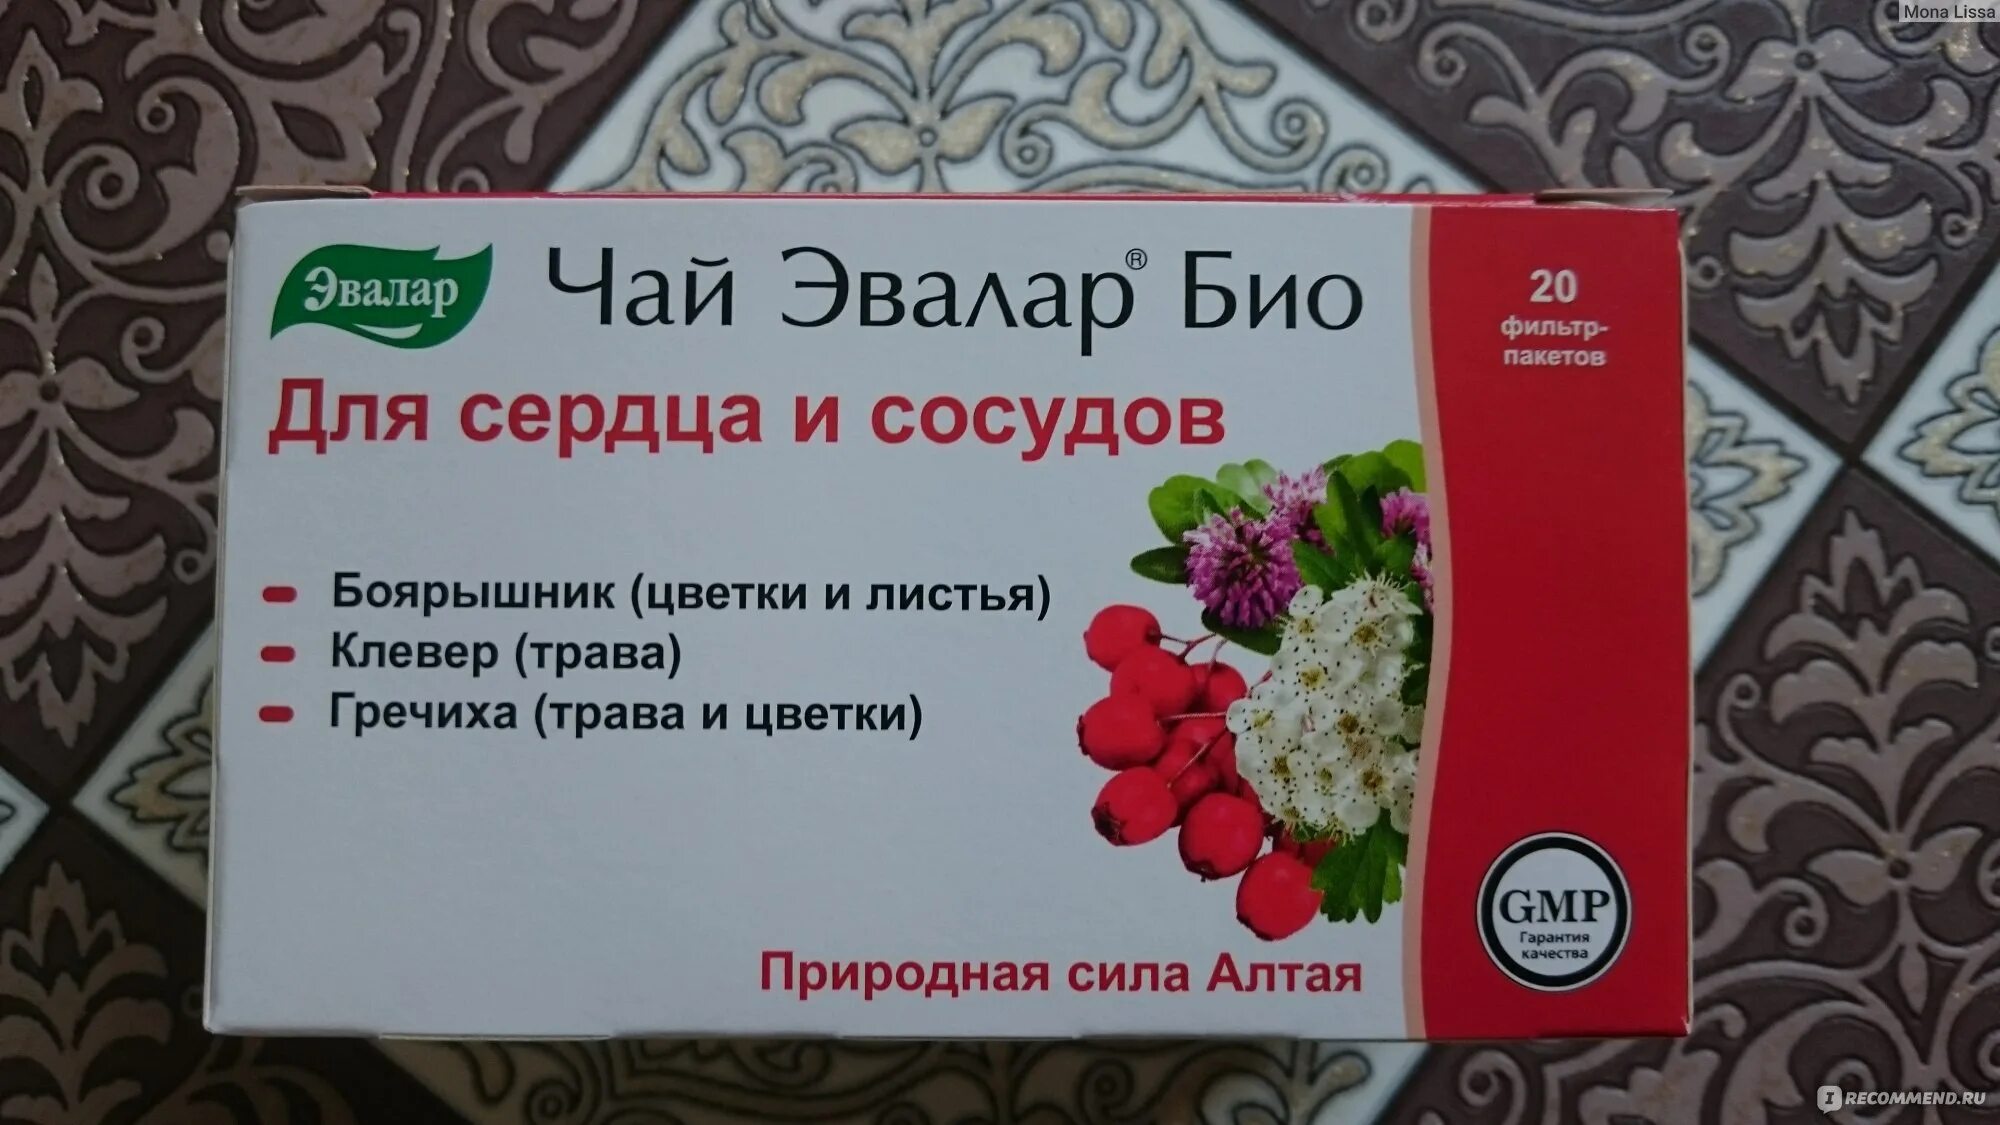 Mona Lissa
Эвалар
Чай Эвалар® Био
Для сердца и сосудов
Боярышник (цветки и листья)
Клевер (трава)
Гречиха (трава и цветки)
Природная сила Алтая
20
фильтр-
пакетов
GMP
Гарантия
качества
I RECOMMEND.RU